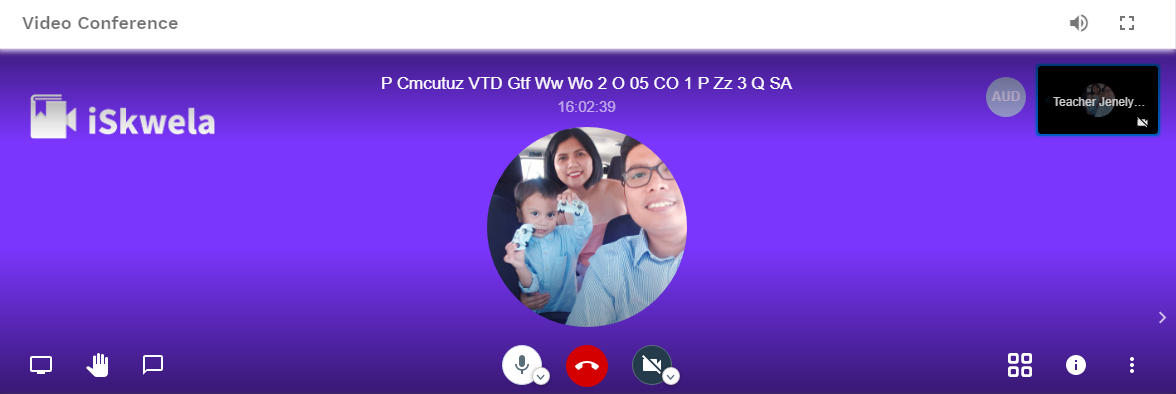 Video Conference
P Cmcutuz VTD Gtf Ww Wo 2 O 05 CO 1 P Zz 3 Q SA
16:02:39
iSkwela
AUD
Teacher Jenely...